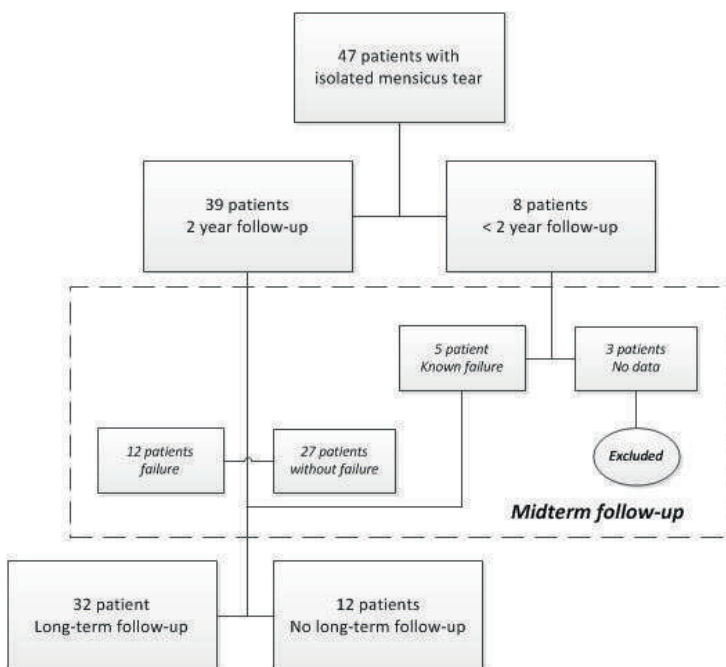 47 patients with
isolated mensicus tear
39 patients
2 year follow-up
8 patients
< 2 year follow-up
5 patient
Known failure
3 patients
No data
12 patients
failure
27 patients
without failure
Excluded
Midterm follow-up
32 patient
Long-term follow-up
12 patients
No long-term follow-up